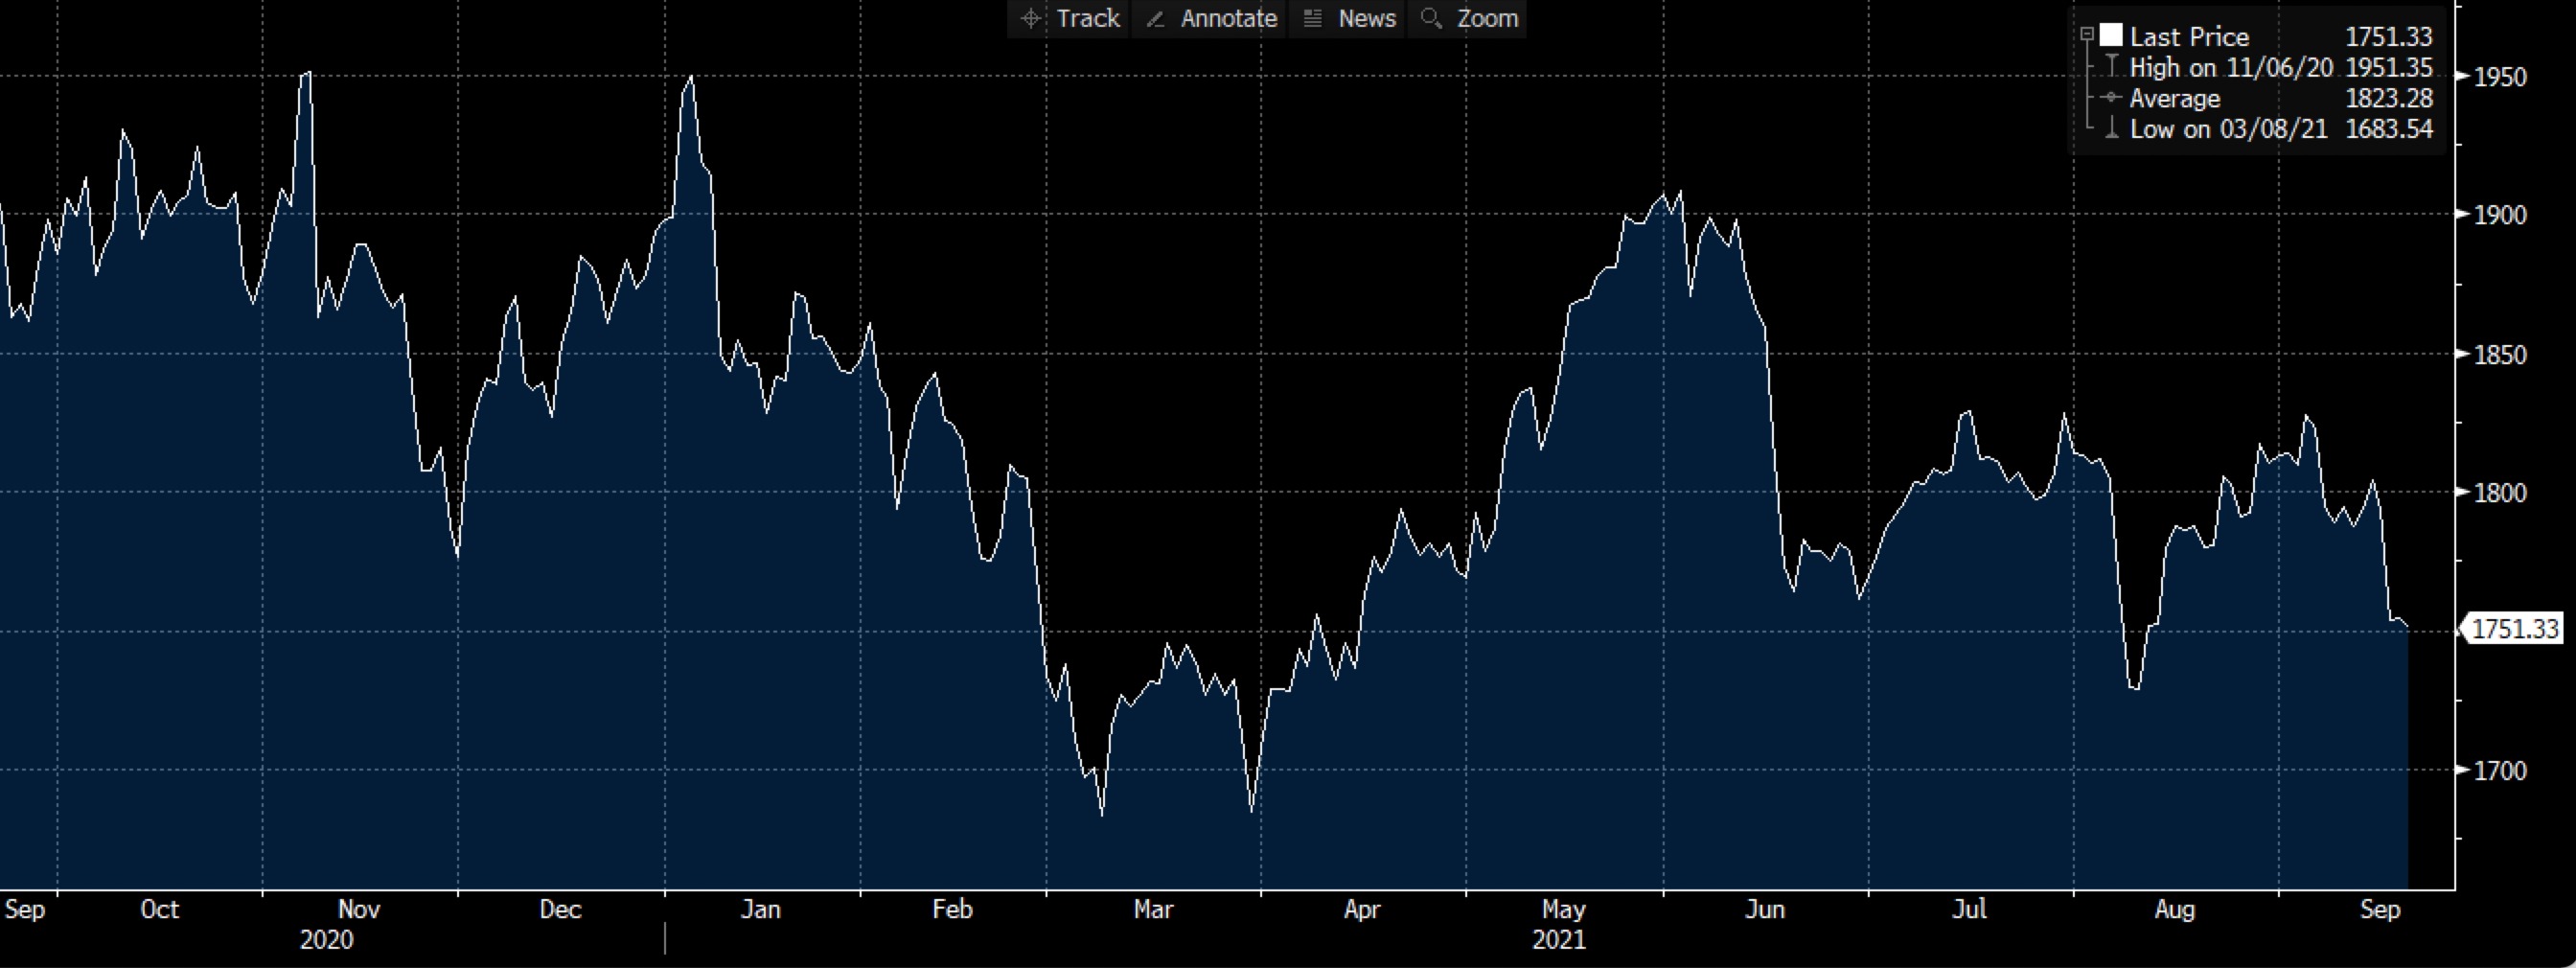 Track Annotate News Zoom
Last Price 1751.33
High on 11/06/20 1951.35
Average 1823.28
Low on 03/08/21 1683.54
1950
1900
1850
1800
1751.33
1700
Sep Oct Nov Dec Jan Feb Mar Apr May Jun Jul Aug Sep
2020 2021